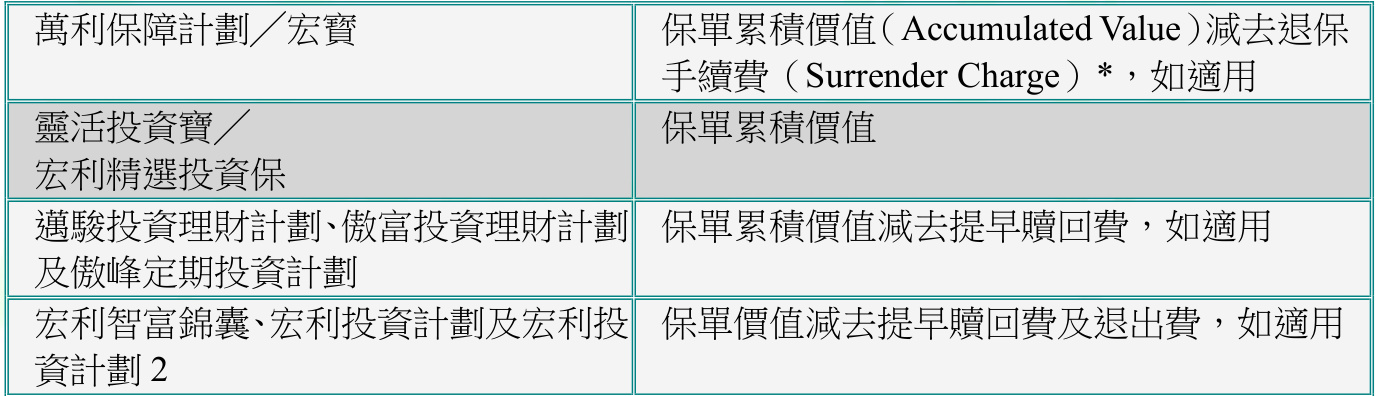 萬利保障計劃／宏寶
保單累積價值（Accumulated Value）減去退保
手續費（Surrender Charge）*，如適用
靈活投資寶／
宏利精選投資保
保單累積價值
邁駿投資理財計劃、傲富投資理財計劃
及傲峰定期投資計劃
保單累積價值減去提早贖回費，如適用
宏利智富錦囊、宏利投資計劃及宏利投
資計劃 2
保單價值減去提早贖回費及退出費，如適用